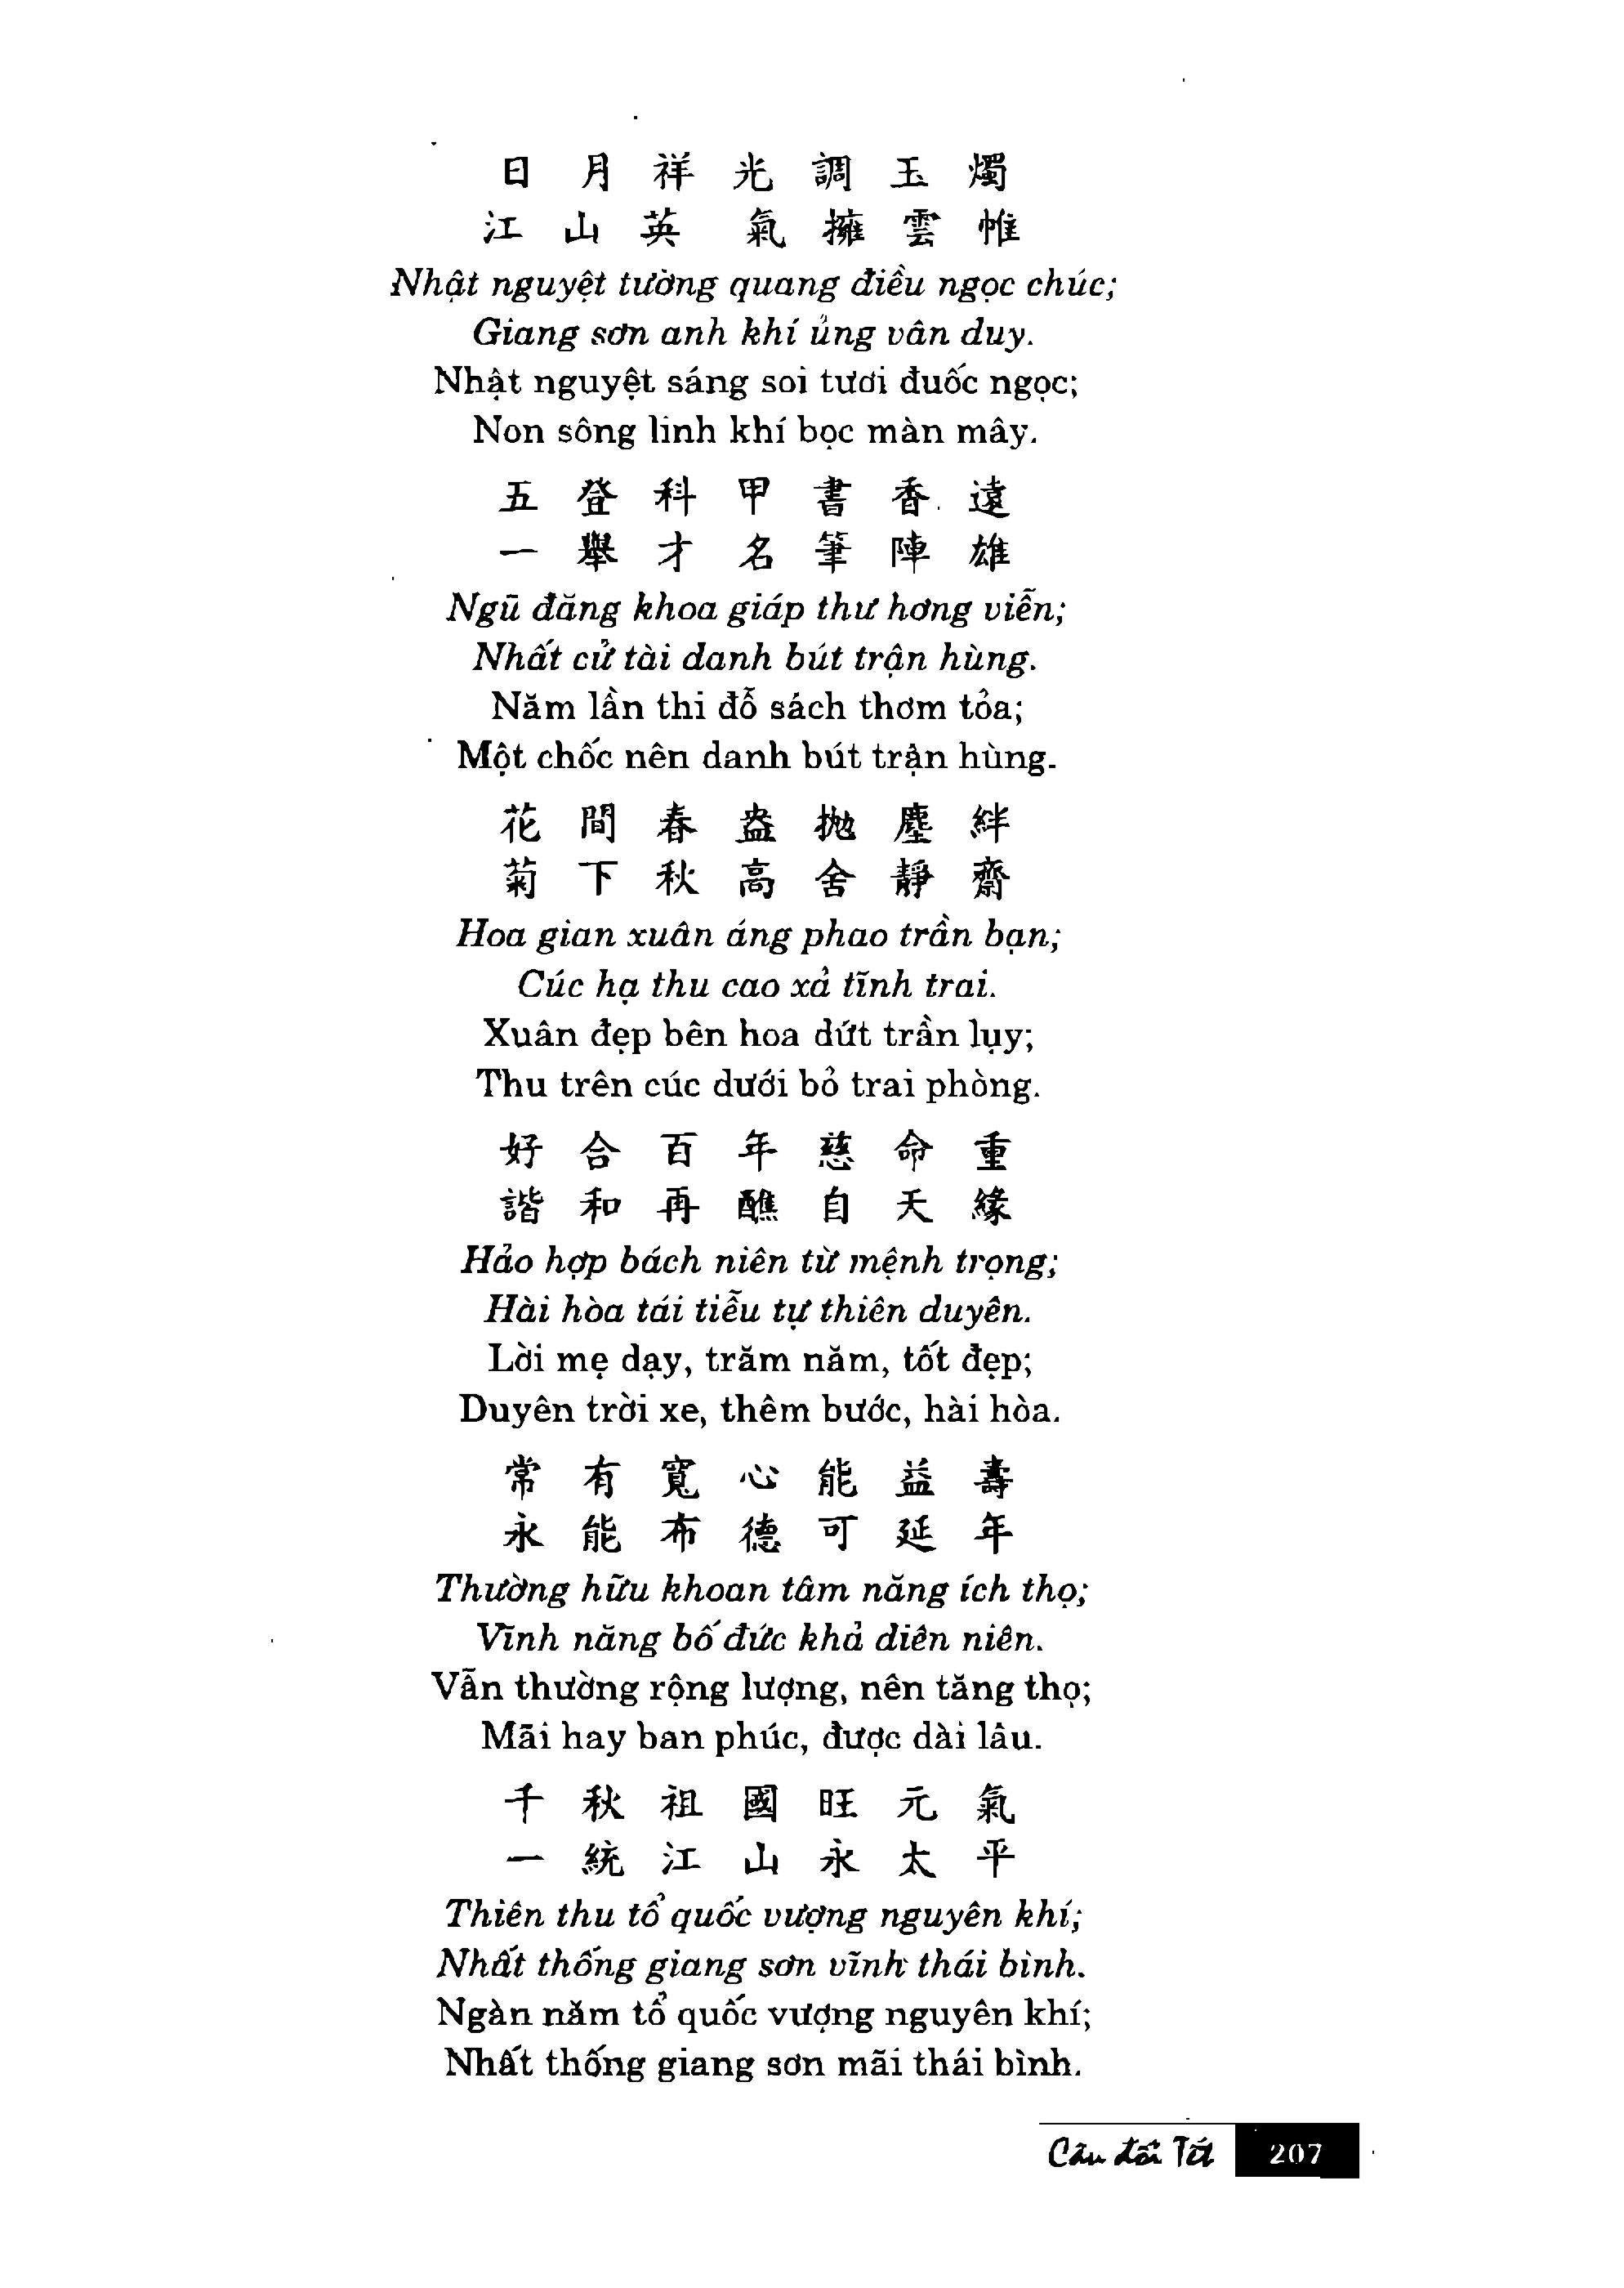 日 月 祥 光 調 玉 燭
江 山 英 氣 擁 雲 惟
Nhật nguyệt tường quang điều ngọc chúc;
Giang sơn anh khí ủng vân duy.
Nhật nguyệt sáng soi tươi đuốc ngọc;
Non sông linh khí bọc màn mây.
五 登 科 甲 書 香 遠
一 舉 才 名 筆 陣 雄
Ngũ đăng khoa giáp thư hơng viễn;
Nhất cử tài danh bút trận hùng.
Năm lần thi đỗ sách thơm tỏa;
Một chốc nên danh bút trận hùng.
花 間 春 盎 拋 塵 絆
菊 下 秋 高 舍 靜 齋
Hoa gian xuân áng phao trần bạn;
Cúc hạ thu cao xả tĩnh trai.
Xuân đẹp bên hoa dứt trần lụy;
Thu trên cúc dưới bỏ trai phòng.
好 合 百 年 慈 命 重
諧 和 再 醮 自 天 緣
Hảo hợp bách niên từ mệnh trọng;
Hài hòa tái tiễu tự thiên duyên.
Lời mẹ dạy, trăm năm, tốt đẹp;
Duyên trời xe, thêm bước, hài hòa.
常 有 寬 心 能 益 壽
永 能 布 德 可 延 年
Thường hữu khoan tâm năng ích thọ;
Vĩnh năng bố đức khả diên niên.
Vẫn thường rộng lượng, nên tăng thọ;
Mãi hay ban phúc, được dài lâu.
千 秋 祖 國 旺 元 氣
一 統 江 山 永 太 平
Thiên thu tổ quốc vượng nguyên khí;
Nhất thống giang sơn vĩnh thái bình.
Ngàn năm tổ quốc vượng nguyên khí;
Nhất thống giang sơn mãi thái bình.
Câu đối Tết 207